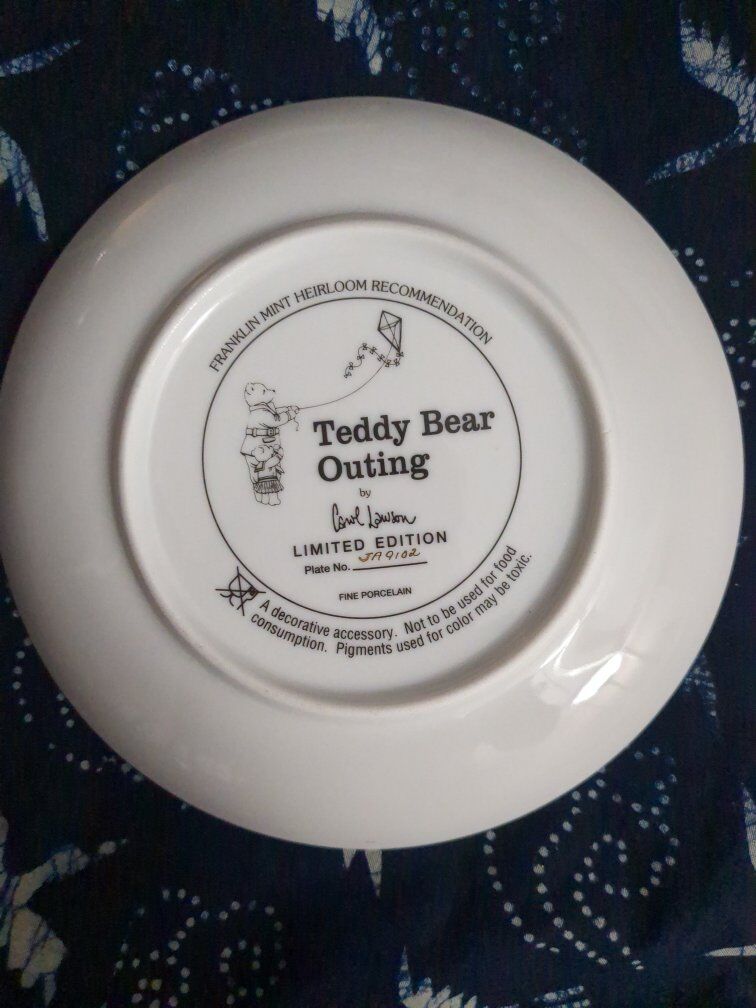 FRANKLIN MINT HEIRLOOM RECOMMENDATION
Teddy Bear
Outing
by
Carol Lawson
LIMITED EDITION
Plate No. JA9102
FINE PORCELAIN
A decorative accessory. Not to be used for food
consumption. Pigments used for color may be toxic.